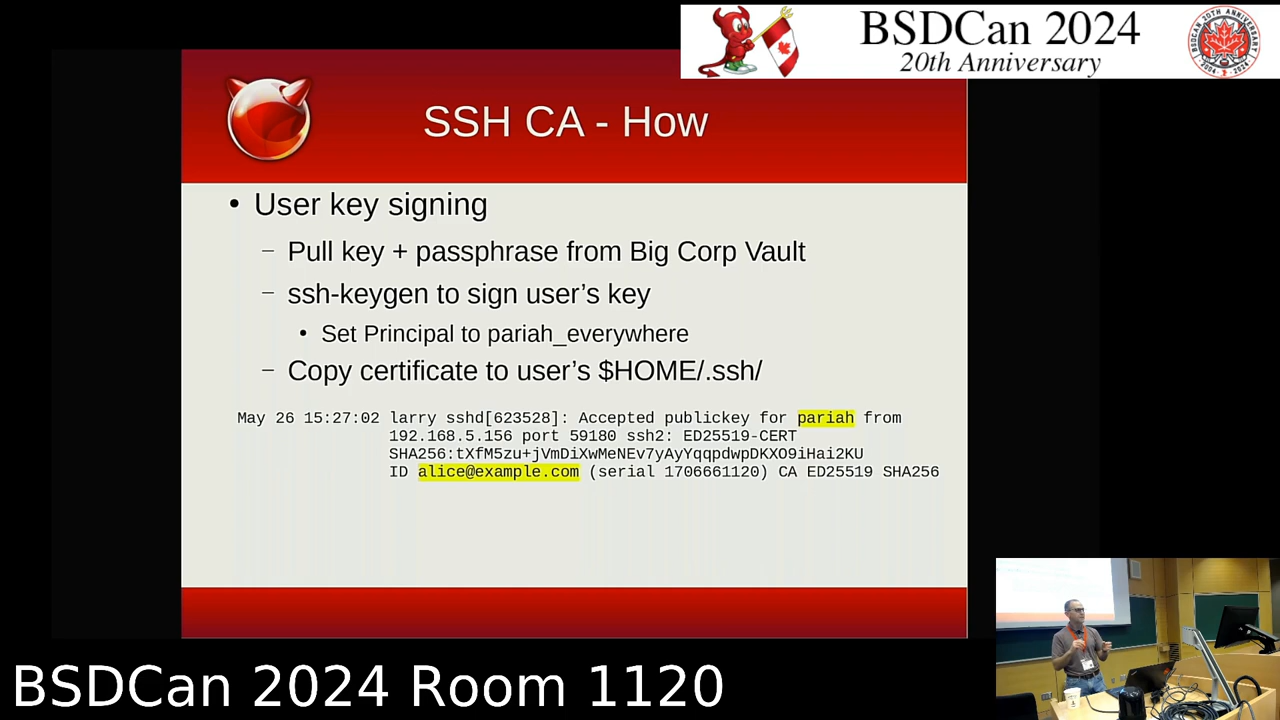 BSDCan 2024
20th Anniversary
SSH CA - How
• User key signing
– Pull key + passphrase from Big Corp Vault
– ssh-keygen to sign user’s key
• Set Principal to pariah_everywhere
– Copy certificate to user’s $HOME/.ssh/
May 26 15:27:02 larry sshd[623528]: Accepted publickey for pariah from
192.168.5.156 port 59180 ssh2: ED25519-CERT
SHA256:tXfM5zu+jVmDiXwMeNEv7yAyYqqpdwpDKXO9iHai2KU
ID alice@example.com (serial 1706661120) CA ED25519 SHA256
BSDCan 2024 Room 1120